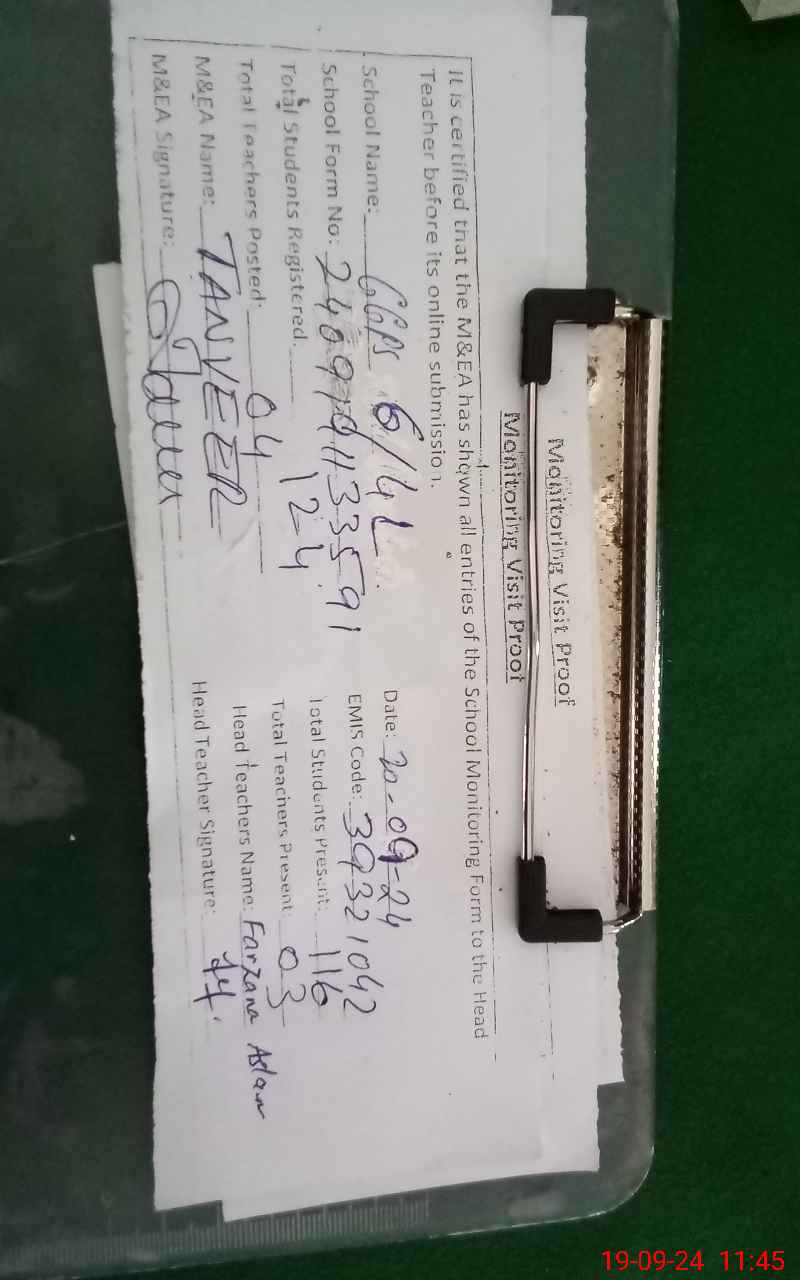 Monitoring Visit Proof
Monitoring Visit Proof
It is certified that the M&EA has shown all entries of the School Monitoring Form to the Head
Teacher before its online submission.
School Name: GGPS 6/4L Date: 20-09-24
School Form No: EMIS Code: 39321042
Total Students Registered: 124 Total Students Present: 116
Total Teachers Posted: 04 Total Teachers Present: 03
M&EA Name: TANVEER Head Teachers Name: Farzana Aslam
M&EA Signature: Head Teacher Signature:
19-09-24 11:45